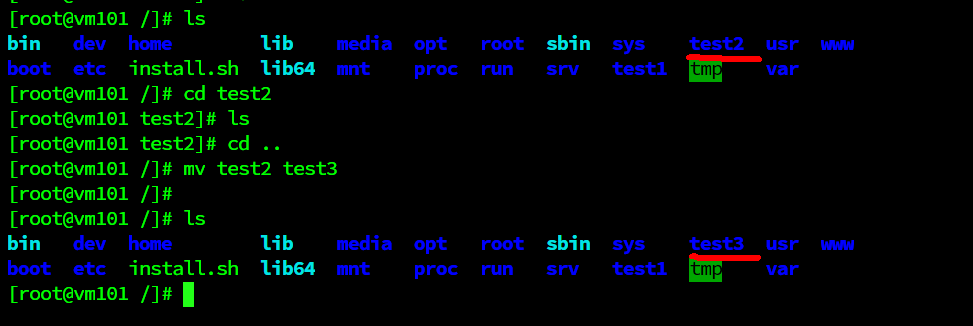 [root@vm101 /]# ls
bin dev home lib media opt root sbin sys test2 usr www
boot etc install.sh lib64 mnt proc run srv test1 tmp var
[root@vm101 /]# cd test2
[root@vm101 test2]# ls
[root@vm101 test2]# cd ..
[root@vm101 /]# mv test2 test3
[root@vm101 /]#
[root@vm101 /]# ls
bin dev home lib media opt root sbin sys test3 usr www
boot etc install.sh lib64 mnt proc run srv test1 tmp var
[root@vm101 /]#